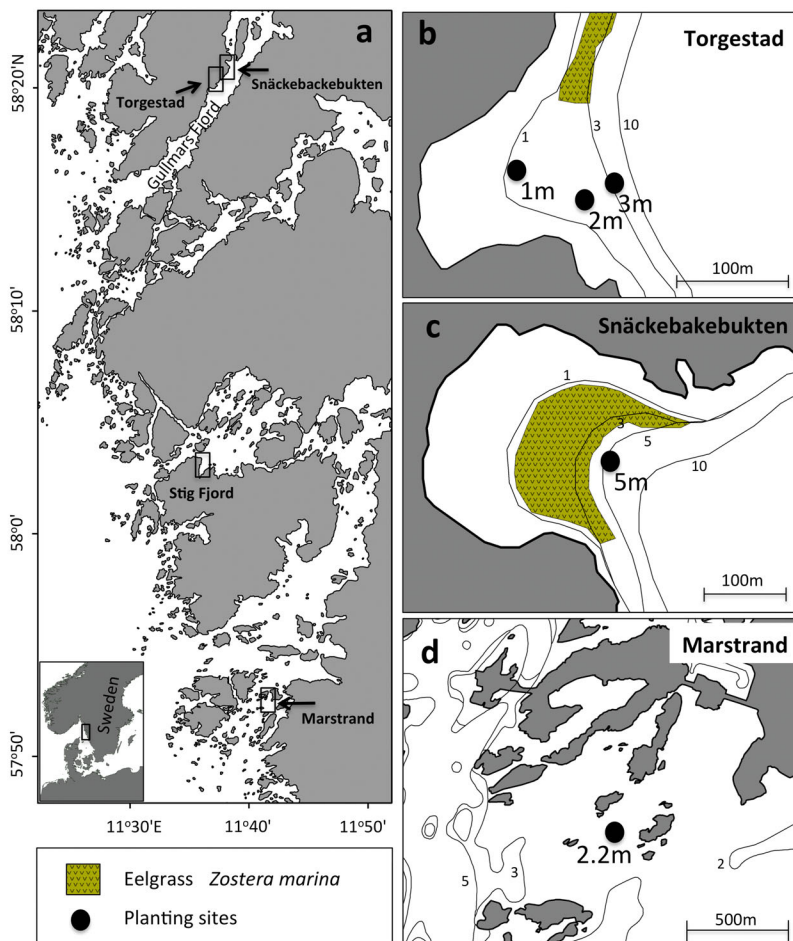 a
58°20'N
58°10'
58°0'
57°50'
11°30'E
11°40'
11°50'
Torgestad
Snäckebackebukten
Gullmars Fjord
Stig Fjord
Marstrand
Sweden
Eelgrass Zostera marina
Planting sites
b
Torgestad
1
3
10
1m
2m
3m
100m
c
Snäckebakebukten
1
3
5
10
5m
100m
d
Marstrand
2.2m
5
3
2
500m